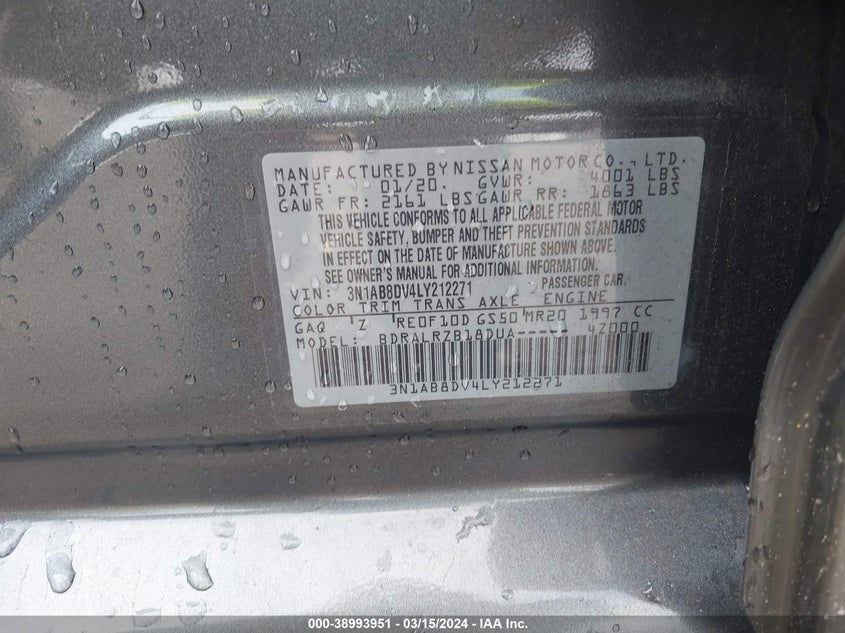 MANUFACTURED BY NISSAN MOTOR CO., LTD.
DATE: 01/20. GVWR: 4001 LBS
GAWR FR: 2161 LBS GAWR RR: 1863 LBS
THIS VEHICLE CONFORMS TO ALL APPLICABLE FEDERAL MOTOR
VEHICLE SAFETY, BUMPER AND THEFT PREVENTION STANDARDS
IN EFFECT ON THE DATE OF MANUFACTURE SHOWN ABOVE.
SEE OWNER'S MANUAL FOR ADDITIONAL INFORMATION.
VIN: 3N1AB8DV4LY212271 PASSENGER CAR.
COLOR TRIM TRANS AXLE ENGINE
GAQ Z RE0F10D GS50 MR20 1997 CC
MODEL: BDRALRZB18DUA----- 4Z000
3N1AB8DV4LY212271
000-38993951 - 03/15/2024 - IAA Inc.